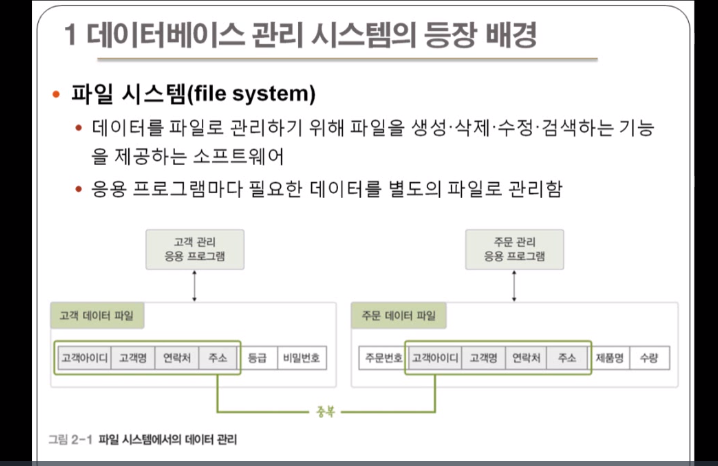 1 데이터베이스 관리 시스템의 등장 배경
• 파일 시스템(file system)
• 데이터를 파일로 관리하기 위해 파일을 생성·삭제·수정·검색하는 기능
을 제공하는 소프트웨어
• 응용 프로그램마다 필요한 데이터를 별도의 파일로 관리함
고객 관리
응용 프로그램
주문 관리
응용 프로그램
고객 데이터 파일
주문 데이터 파일
고객아이디 고객명 연락처 주소 등급 비밀번호
주문번호 고객아이디 고객명 연락처 주소 제품명 수량
중복
그림 2-1 파일 시스템에서의 데이터 관리